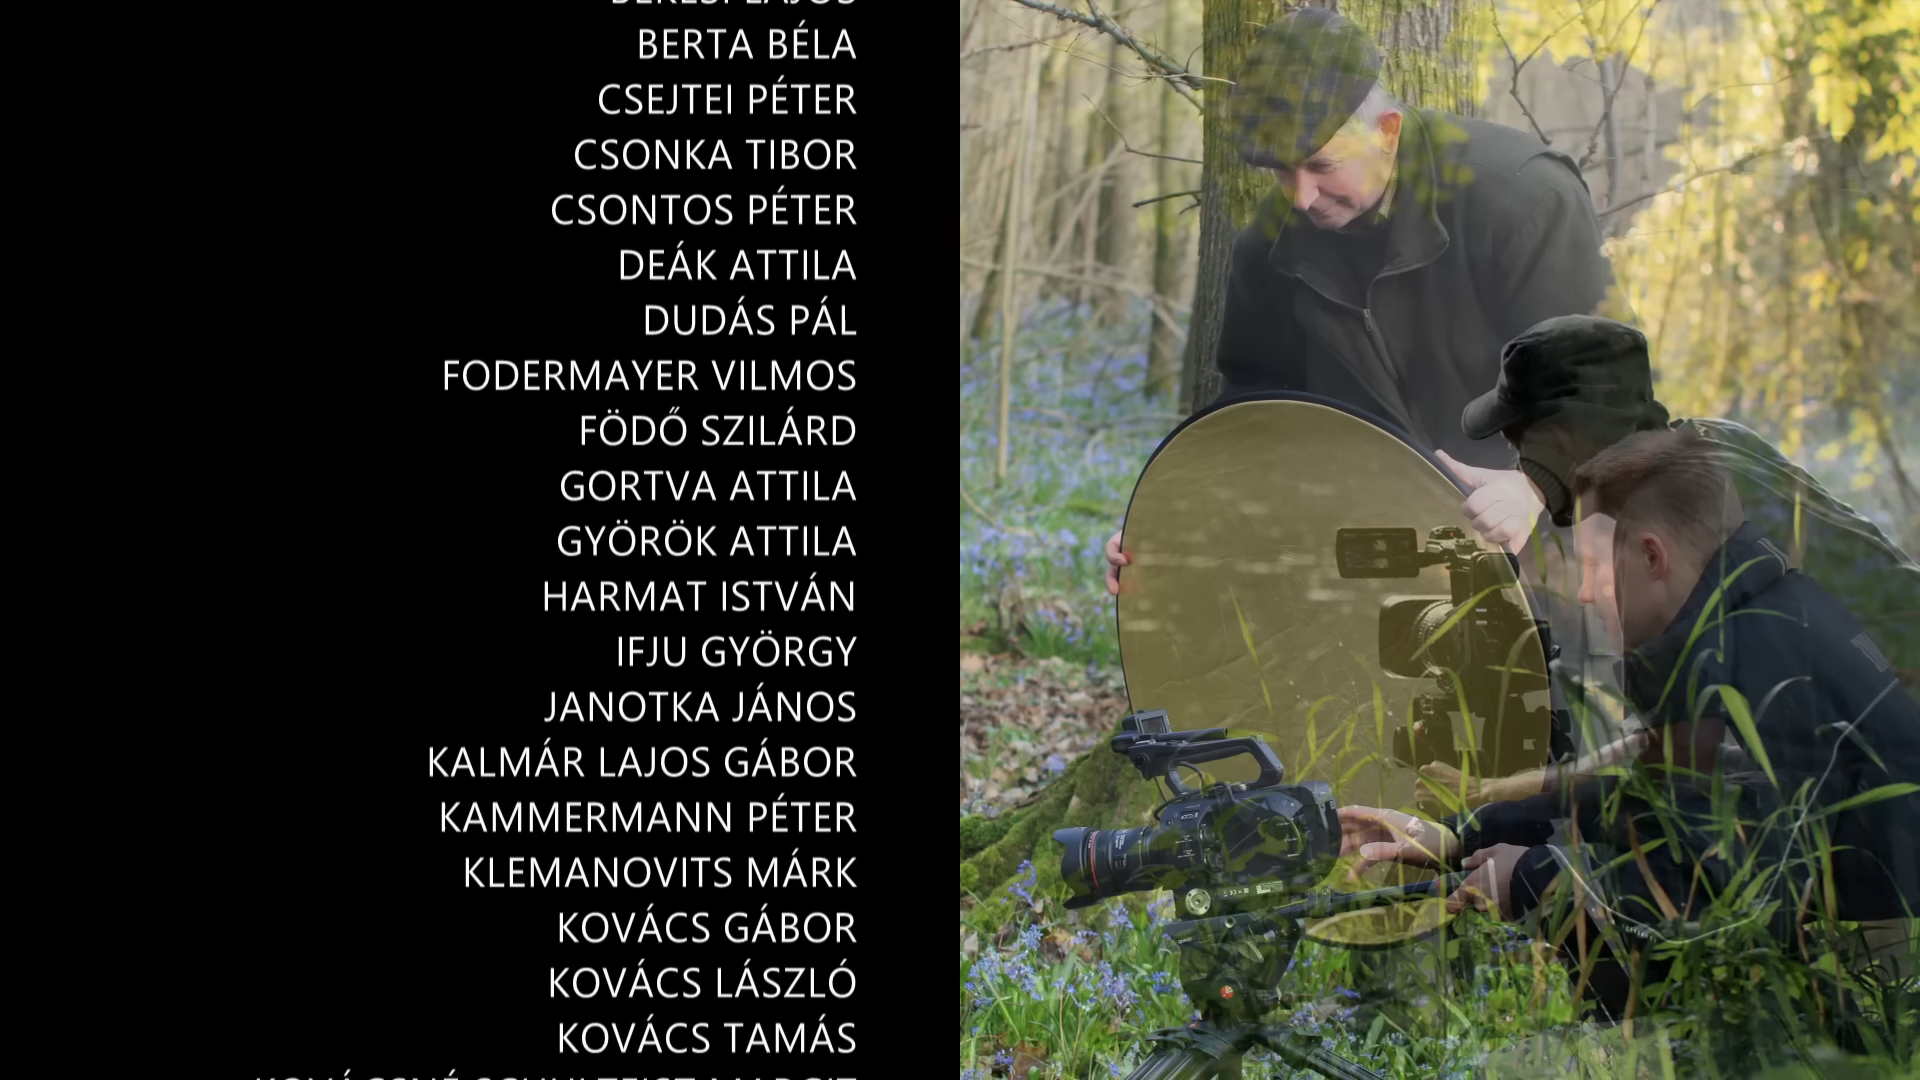 BERTA BÉLA
CSEJTEI PÉTER
CSONKA TIBOR
CSONTOS PÉTER
DEÁK ATTILA
DUDÁS PÁL
FODERMAYER VILMOS
FÖDŐ SZILÁRD
GORTVA ATTILA
GYÖRÖK ATTILA
HARMAT ISTVÁN
IFJU GYÖRGY
JANOTKA JÁNOS
KALMÁR LAJOS GÁBOR
KAMMERMANN PÉTER
KLEMANOVITS MÁRK
KOVÁCS GÁBOR
KOVÁCS LÁSZLÓ
KOVÁCS TAMÁS